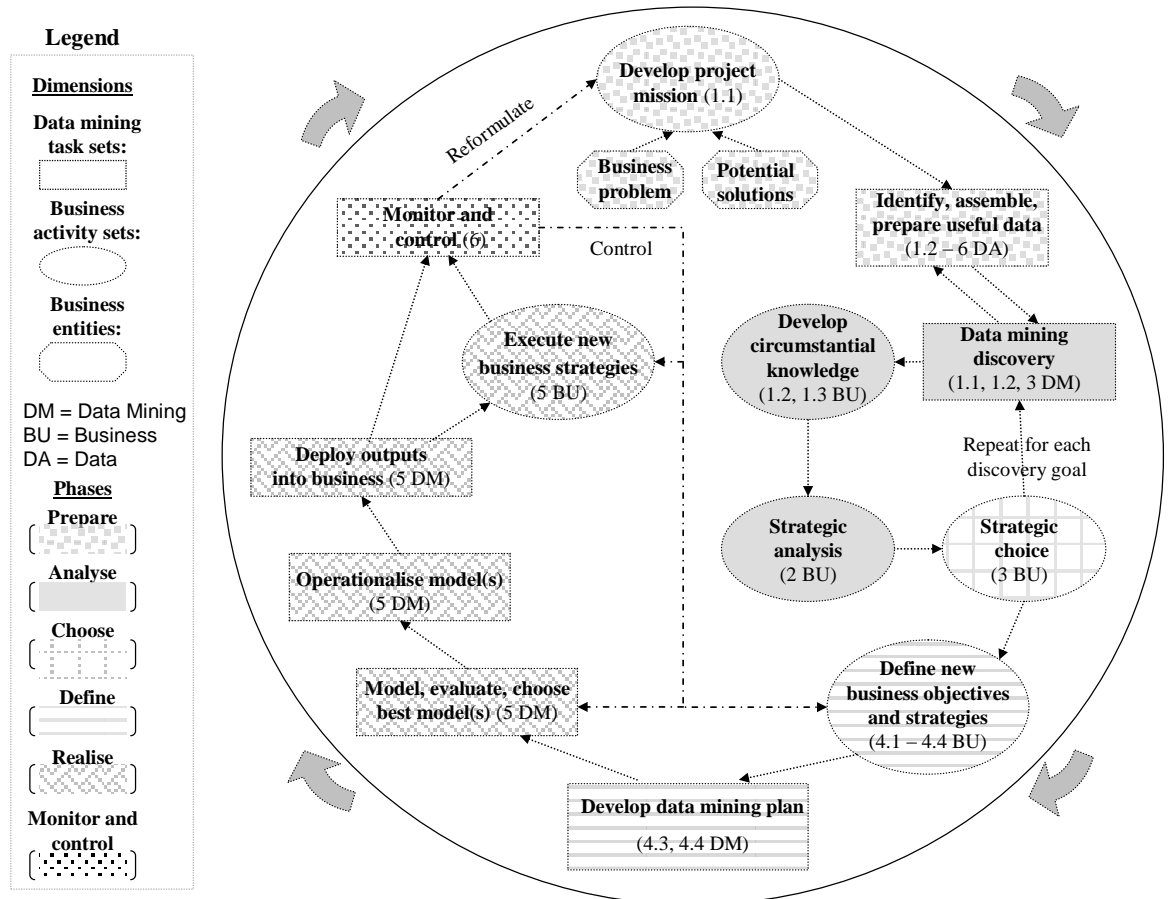 Legend
Dimensions
Data mining
task sets:
Business
activity sets:
Business
entities:
DM = Data Mining
BU = Business
DA = Data
Phases
Prepare
Analyse
Choose
Define
Realise
Monitor and
control
Develop project
mission (1.1)
Reformulate
Business
problem
Potential
solutions
Identify, assemble,
prepare useful data
(1.2 – 6 DA)
Monitor and
control (6)
Control
Develop
circumstantial
knowledge
(1.2, 1.3 BU)
Data mining
discovery
(1.1, 1.2, 3 DM)
Execute new
business strategies
(5 BU)
Repeat for each
discovery goal
Deploy outputs
into business (5 DM)
Strategic
analysis
(2 BU)
Strategic
choice
(3 BU)
Operationalise model(s)
(5 DM)
Model, evaluate, choose
best model(s) (5 DM)
Define new
business objectives
and strategies
(4.1 – 4.4 BU)
Develop data mining plan
(4.3, 4.4 DM)